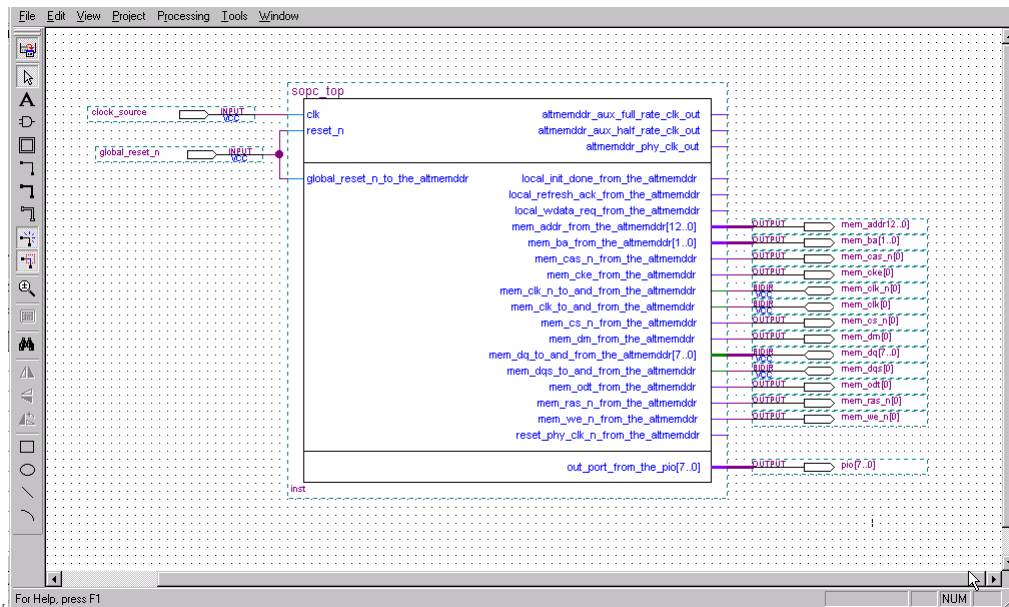 File Edit View Project Processing Tools Window
sopc_top
clock_source INPUT VCC clk altmemddr_aux_full_rate_clk_out
reset_n altmemddr_aux_half_rate_clk_out
altmemddr_phy_clk_out
global_reset_n INPUT VCC
global_reset_n_to_the_altmemddr local_init_done_from_the_altmemddr
local_refresh_ack_from_the_altmemddr
local_wdata_req_from_the_altmemddr
mem_addr_from_the_altmemddr[12..0] OUTPUT mem_addr12..0]
mem_ba_from_the_altmemddr[1..0] OUTPUT mem_ba[1..0]
mem_cas_n_from_the_altmemddr OUTPUT mem_cas_n[0]
mem_cke_from_the_altmemddr OUTPUT mem_cke[0]
mem_clk_n_to_and_from_the_altmemddr BIDIR VCC mem_clk_n[0]
mem_clk_to_and_from_the_altmemddr BIDIR VCC mem_clk[0]
mem_cs_n_from_the_altmemddr OUTPUT mem_cs_n[0]
mem_dm_from_the_altmemddr OUTPUT mem_dm[0]
mem_dq_to_and_from_the_altmemddr[7..0] BIDIR VCC mem_dq[7..0]
mem_dqs_to_and_from_the_altmemddr BIDIR VCC mem_dqs[0]
mem_odt_from_the_altmemddr OUTPUT mem_odt[0]
mem_ras_n_from_the_altmemddr OUTPUT mem_ras_n[0]
mem_we_n_from_the_altmemddr OUTPUT mem_we_n[0]
reset_phy_clk_n_from_the_altmemddr
out_port_from_the_pio[7..0] OUTPUT pio[7..0]
inst
For Help, press F1 NUM